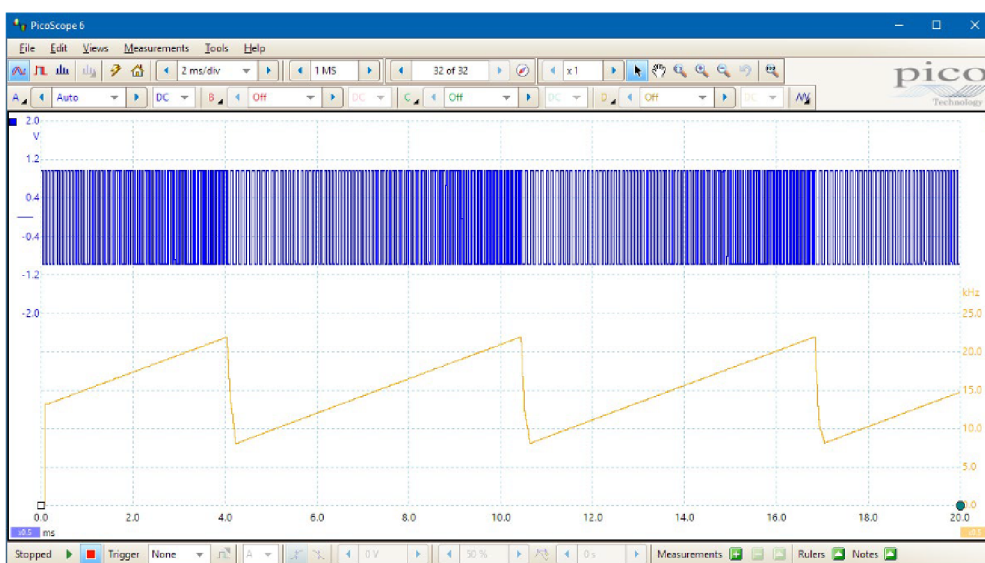 PicoScope 6
File Edit Views Measurements Tools Help
2 ms/div 1 MS 32 of 32 x1
pico
Technology
A Auto DC B Off DC C Off DC D Off DC
2.0
V
1.2
0.4
-0.4
-1.2
-2.0
kHz
25.0
20.0
15.0
10.0
5.0
0.0
0.0 2.0 4.0 6.0 8.0 10.0 12.0 14.0 16.0 18.0 20.0
x0.5 ms x0.5
Stopped Trigger None A 0 V 50 % 0 s Measurements Rulers Notes